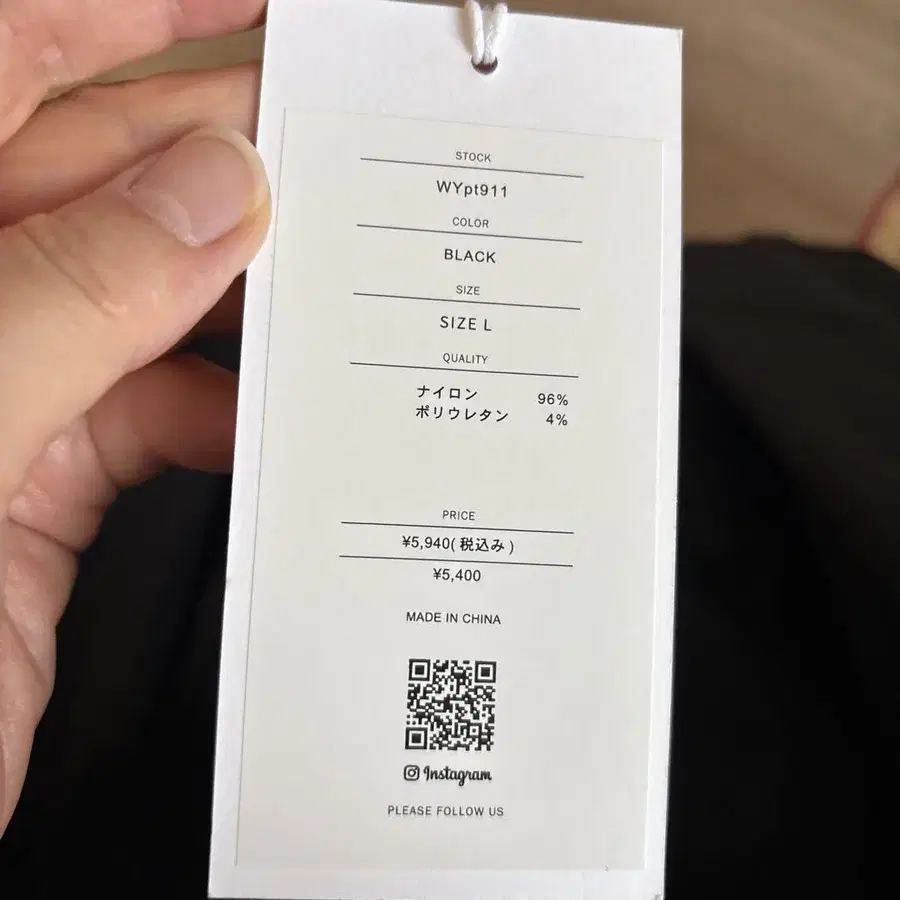 STOCK
WYpt911
COLOR
BLACK
SIZE
SIZE L
QUALITY
ナイロン 96%
ポリウレタン 4%
PRICE
¥5,940(税込み)
¥5,400
MADE IN CHINA
Instagram
PLEASE FOLLOW US